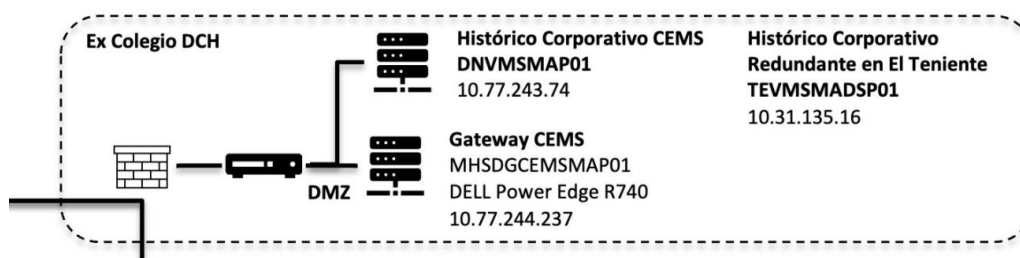 Ex Colegio DCH
Histórico Corporativo CEMS
DNVMSMAP01
10.77.243.74
Histórico Corporativo
Redundante en El Teniente
TEVMSMADSP01
10.31.135.16
DMZ
Gateway CEMS
MHSDGCEMSMAP01
DELL Power Edge R740
10.77.244.237